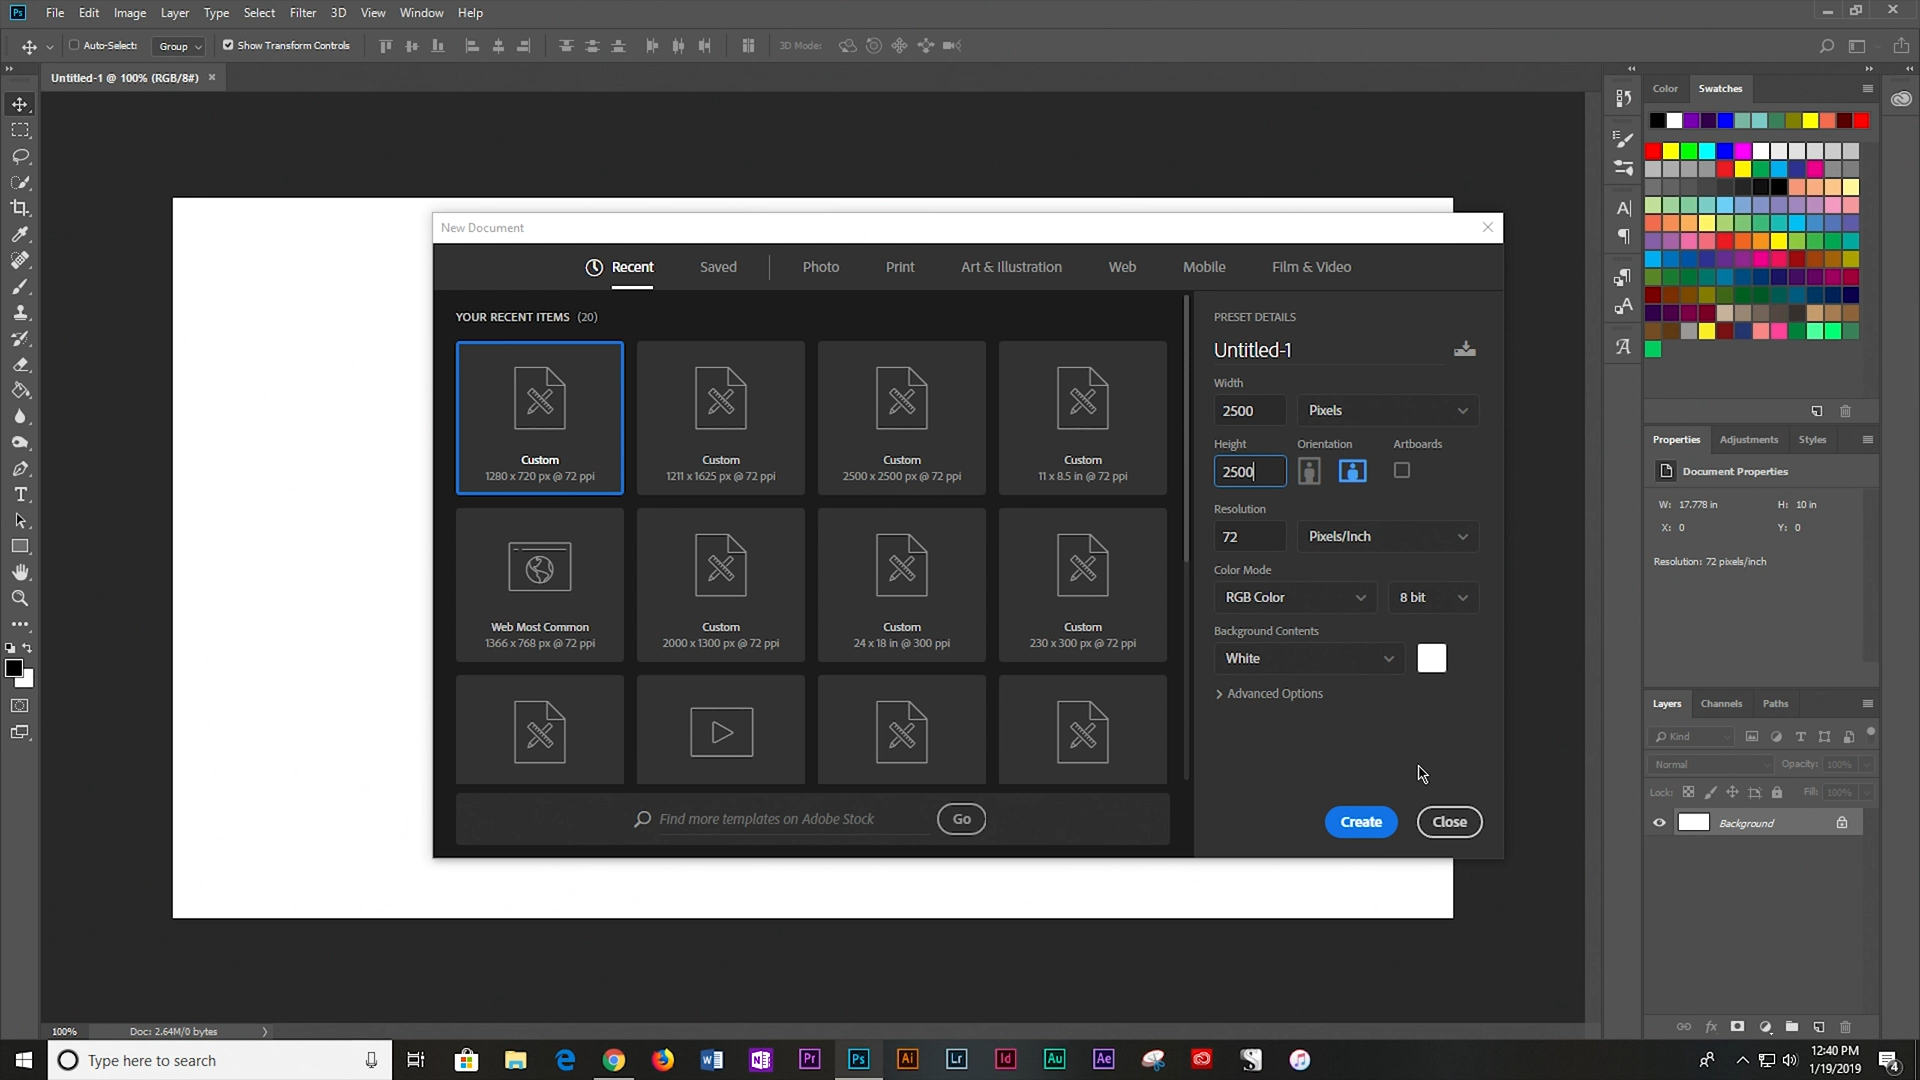 Ps File Edit Image Layer Type Select Filter 3D View Window Help
Auto-Select: Group Show Transform Controls 3D Mode:
Untitled-1 @ 100% (RGB/8#) ×
Color Swatches
New Document
Recent Saved Photo Print Art & Illustration Web Mobile Film & Video
YOUR RECENT ITEMS (20)
Custom
1280 x 720 px @ 72 ppi
Custom
1211 x 1625 px @ 72 ppi
Custom
2500 x 2500 px @ 72 ppi
Custom
11 x 8.5 in @ 72 ppi
Web Most Common
1366 x 768 px @ 72 ppi
Custom
2000 x 1300 px @ 72 ppi
Custom
24 x 18 in @ 300 ppi
Custom
230 x 300 px @ 72 ppi
Find more templates on Adobe Stock Go
PRESET DETAILS
Untitled-1
Width
2500 Pixels
Height Orientation Artboards
2500
Resolution
72 Pixels/Inch
Color Mode
RGB Color 8 bit
Background Contents
White
Advanced Options
Create Close
Properties Adjustments Styles
Document Properties
W: 17.778 in H: 10 in
X: 0 Y: 0
Resolution: 72 pixels/inch
Layers Channels Paths
Kind
Normal Opacity: 100%
Lock: Fill: 100%
Background
100% Doc: 2.64M/0 bytes
Type here to search
Pr Ps Ai Lr Id Au Ae
12:40 PM
1/19/2019
4